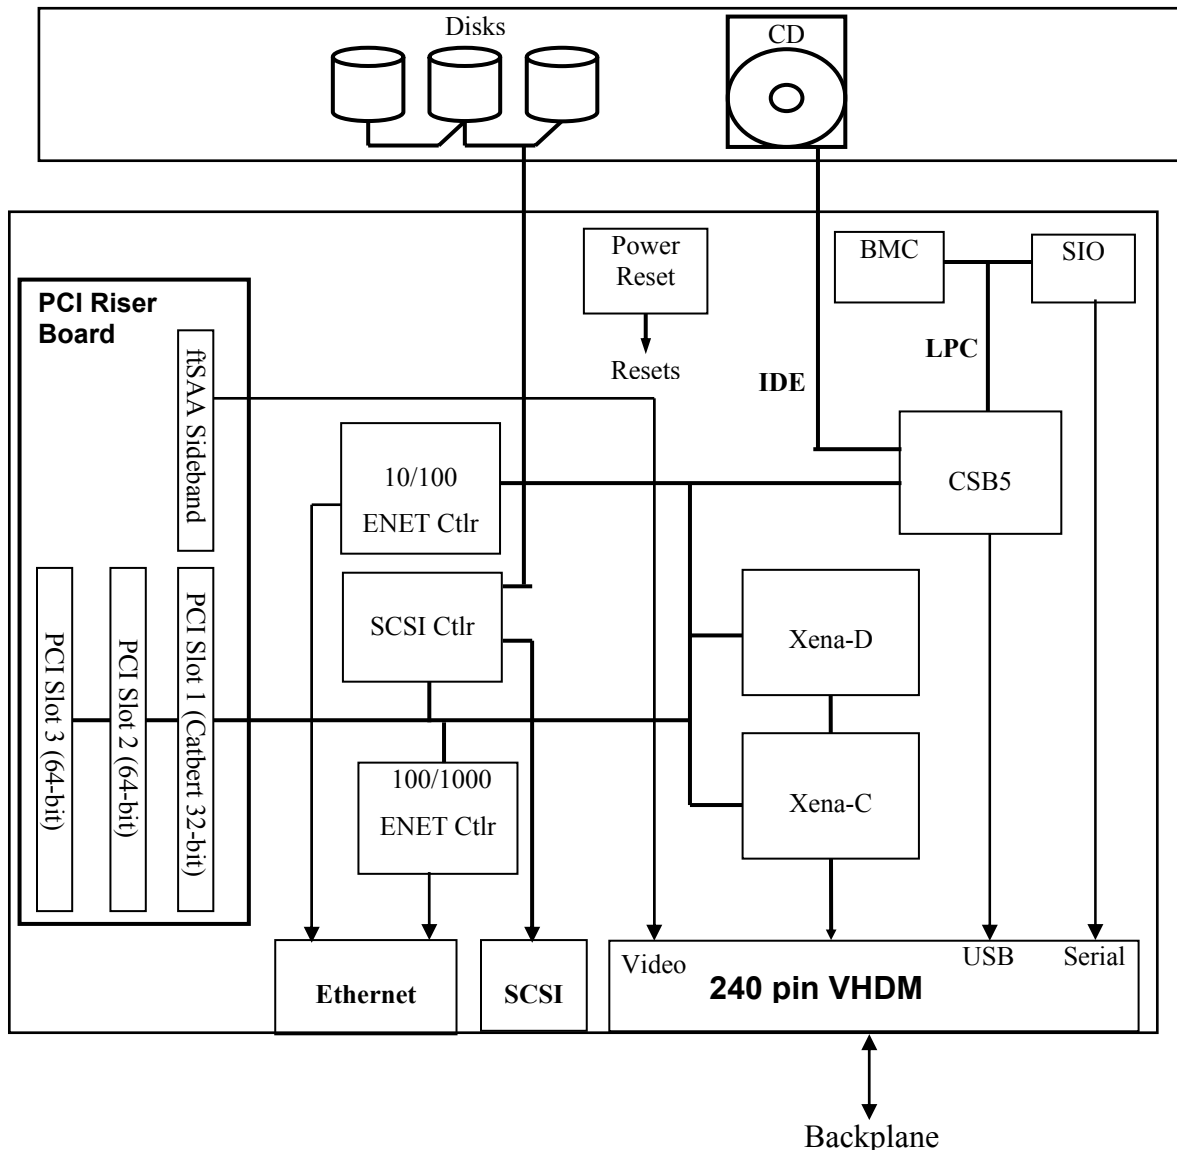 Disks
CD
Power
Reset
BMC
SIO
PCI Riser
Board
LPC
Resets
IDE
ftSAA Sideband
10/100
ENET Ctlr
CSB5
SCSI Ctlr
Xena-D
PCI Slot 3 (64-bit)
PCI Slot 2 (64-bit)
PCI Slot 1 (Catbert 32-bit)
100/1000
ENET Ctlr
Xena-C
Ethernet
SCSI
Video
USB
Serial
240 pin VHDM
Backplane